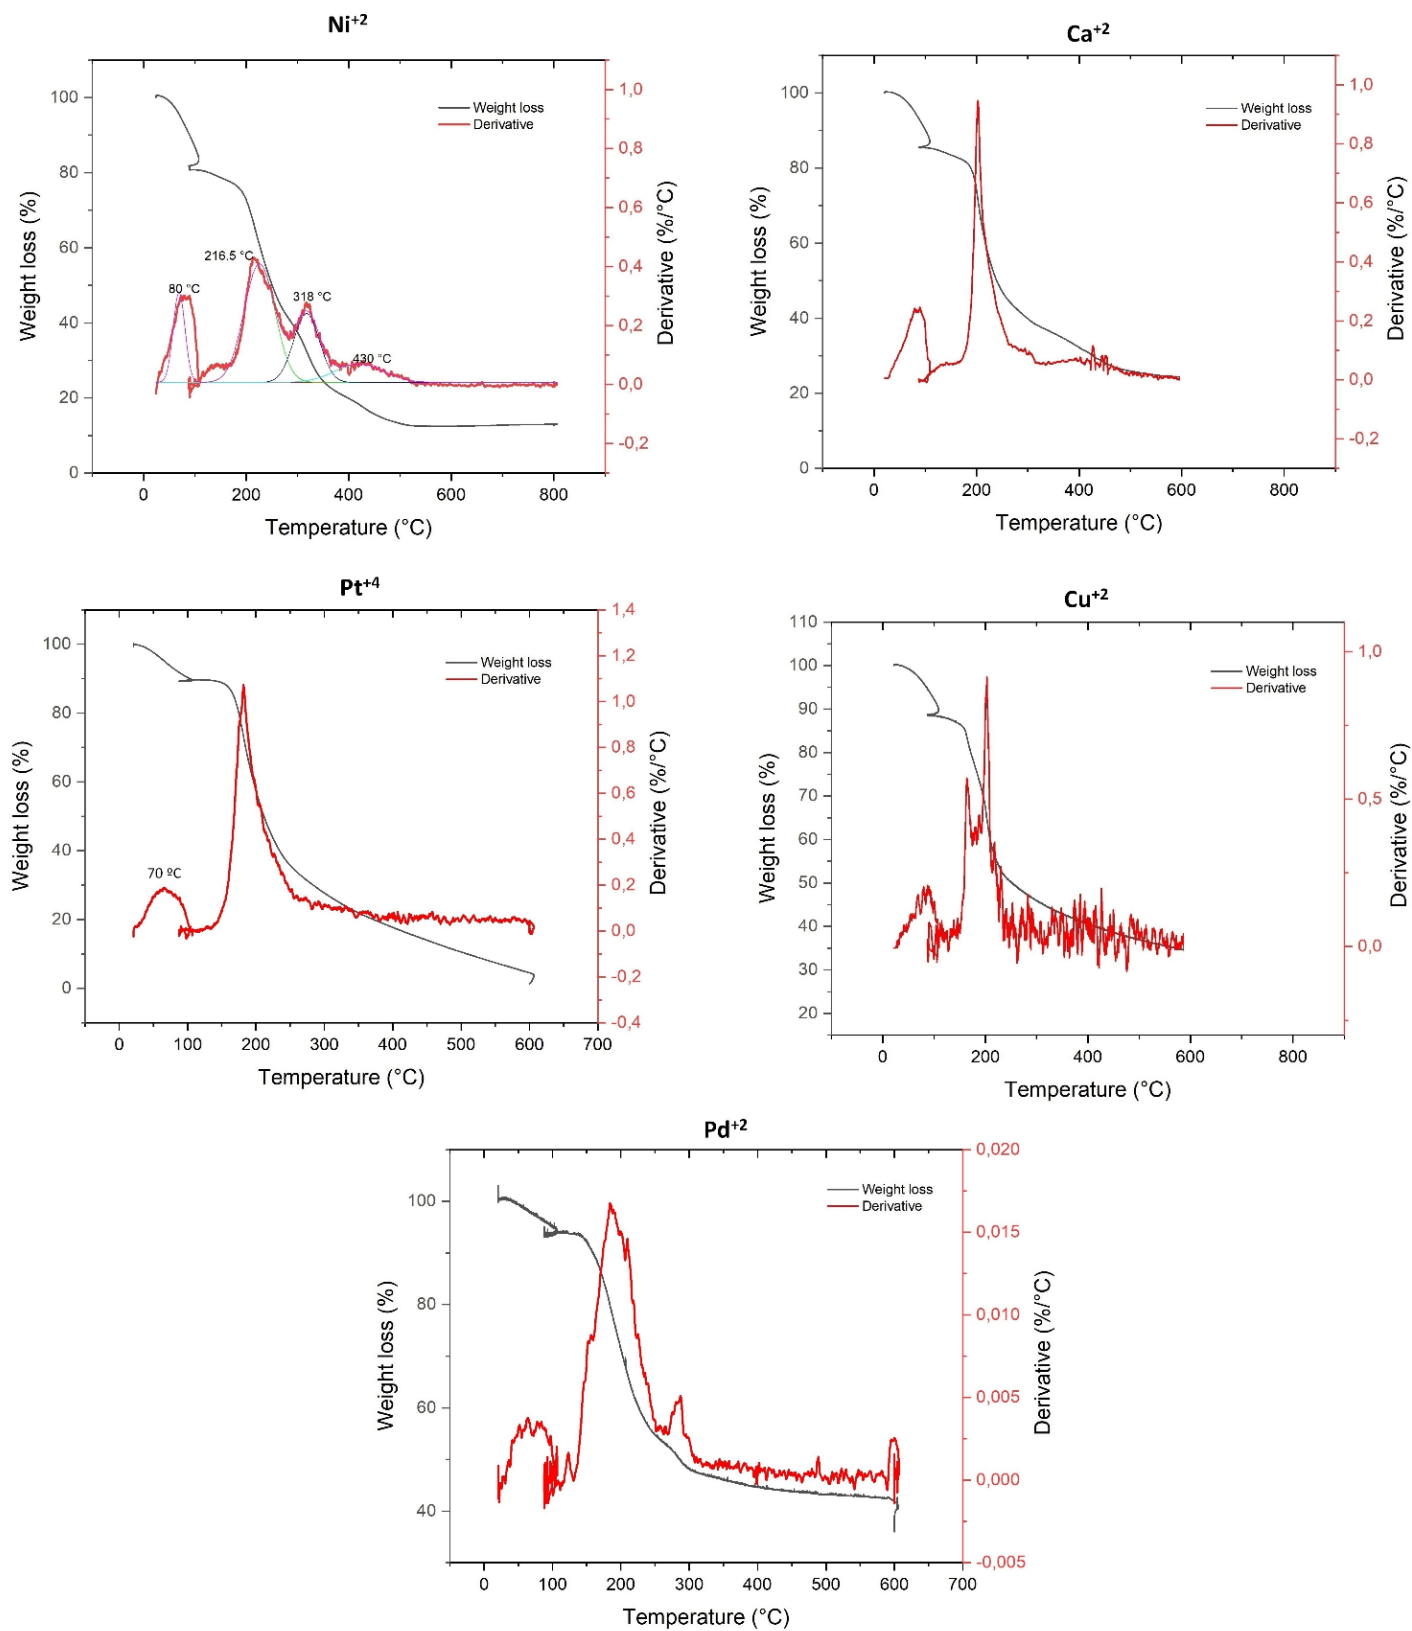 Ni+2
Weight loss (%)
100
80
60
40
20
0
Weight loss
Derivative
80 °C
216.5 °C
318 °C
430 °C
1,0
0,8
0,6
0,4
0,2
0,0
-0,2
Derivative (%/°C)
0 200 400 600 800
Temperature (°C)
Ca+2
Weight loss (%)
100
80
60
40
20
0
Weight loss
Derivative
1,0
0,8
0,6
0,4
0,2
0,0
-0,2
Derivative (%/°C)
0 200 400 600 800
Temperature (°C)
Pt+4
Weight loss (%)
100
80
60
40
20
0
Weight loss
Derivative
70 ºC
1,4
1,2
1,0
0,8
0,6
0,4
0,2
0,0
-0,2
-0,4
Derivative (%/°C)
0 100 200 300 400 500 600 700
Temperature (°C)
Cu+2
Weight loss (%)
110
100
90
80
70
60
50
40
30
20
Weight loss
Derivative
1,0
0,5
0,0
Derivative (%/°C)
0 200 400 600 800
Temperature (°C)
Pd+2
Weight loss (%)
100
80
60
40
Weight loss
Derivative
0,020
0,015
0,010
0,005
0,000
-0,005
Derivative (%/°C)
0 100 200 300 400 500 600 700
Temperature (°C)